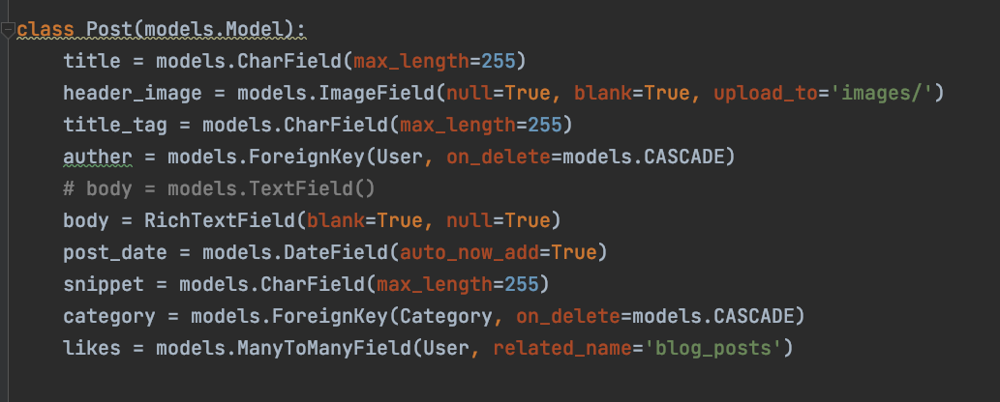 class Post(models.Model):
    title = models.CharField(max_length=255)
    header_image = models.ImageField(null=True, blank=True, upload_to='images/')
    title_tag = models.CharField(max_length=255)
    auther = models.ForeignKey(User, on_delete=models.CASCADE)
    # body = models.TextField()
    body = RichTextField(blank=True, null=True)
    post_date = models.DateField(auto_now_add=True)
    snippet = models.CharField(max_length=255)
    category = models.ForeignKey(Category, on_delete=models.CASCADE)
    likes = models.ManyToManyField(User, related_name='blog_posts')